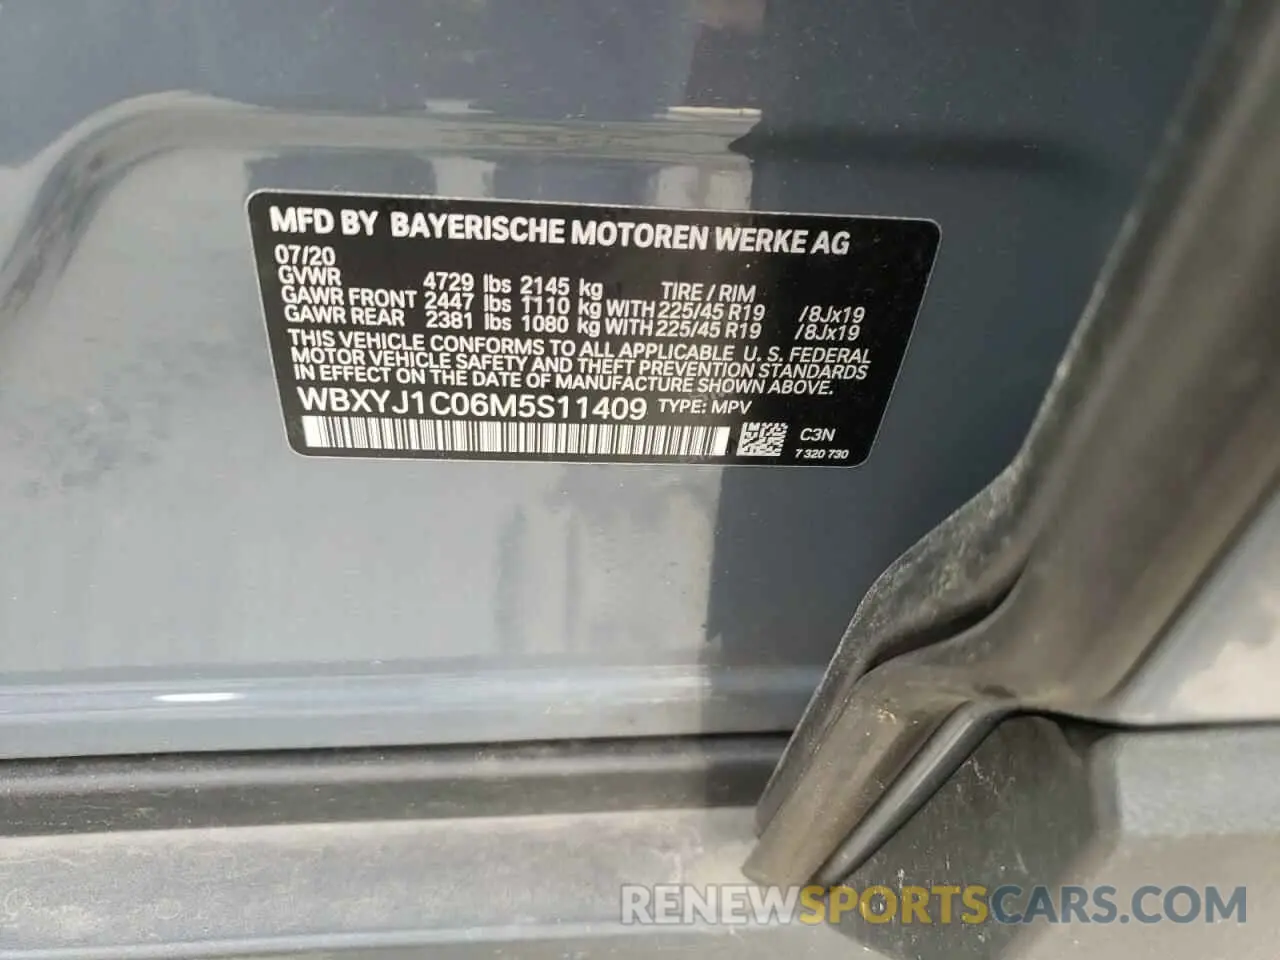 MFD BY BAYERISCHE MOTOREN WERKE AG
07/20
GVWR 4729 lbs 2145 kg TIRE / RIM
GAWR FRONT 2447 lbs 1110 kg WITH 225/45 R19 /8Jx19
GAWR REAR 2381 lbs 1080 kg WITH 225/45 R19 /8Jx19
THIS VEHICLE CONFORMS TO ALL APPLICABLE U. S. FEDERAL
MOTOR VEHICLE SAFETY AND THEFT PREVENTION STANDARDS
IN EFFECT ON THE DATE OF MANUFACTURE SHOWN ABOVE.
WBXYJ1C06M5S11409 TYPE: MPV
C3N
7 320 730
RENEWSPORTSCARS.COM